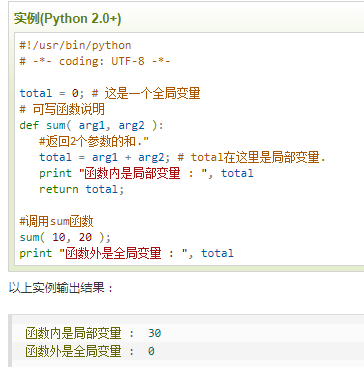 实例(Python 2.0+)
#!/usr/bin/python
# -*- coding: UTF-8 -*-
total = 0; # 这是一个全局变量
# 可写函数说明
def sum( arg1, arg2 ):
#返回2个参数的和."
total = arg1 + arg2; # total在这里是局部变量.
print "函数内是局部变量 : ", total
return total;
#调用sum函数
sum( 10, 20 );
print "函数外是全局变量 : ", total
以上实例输出结果：
函数内是局部变量 : 30
函数外是全局变量 : 0